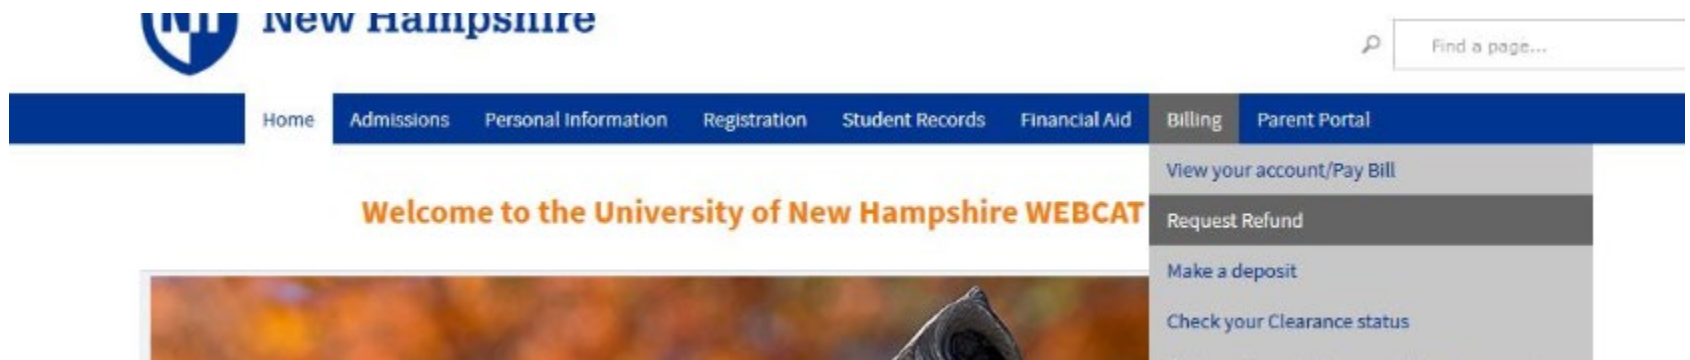 New Hampshire
Find a page...
Home Admissions Personal Information Registration Student Records Financial Aid Billing Parent Portal
View your account/Pay Bill
Welcome to the University of New Hampshire WEBCAT
Request Refund
Make a deposit
Check your Clearance status